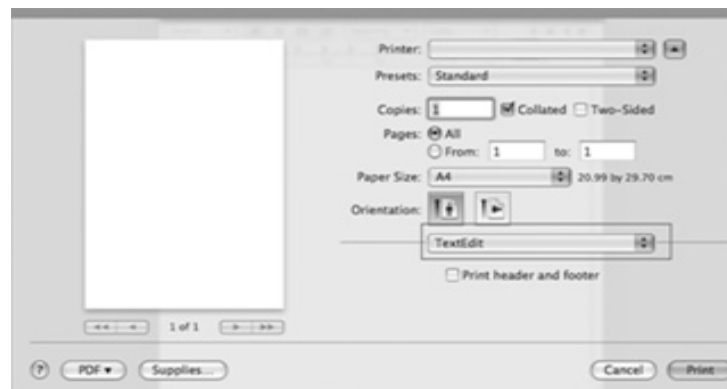 Printer:
Presets: Standard
Copies: 1 Collated Two-Sided
Pages: All
From: 1 to: 1
Paper Size: A4 20.99 by 29.70 cm
Orientation:
TextEdit
Print header and footer
1 of 1
? PDF Supplies... Cancel Print